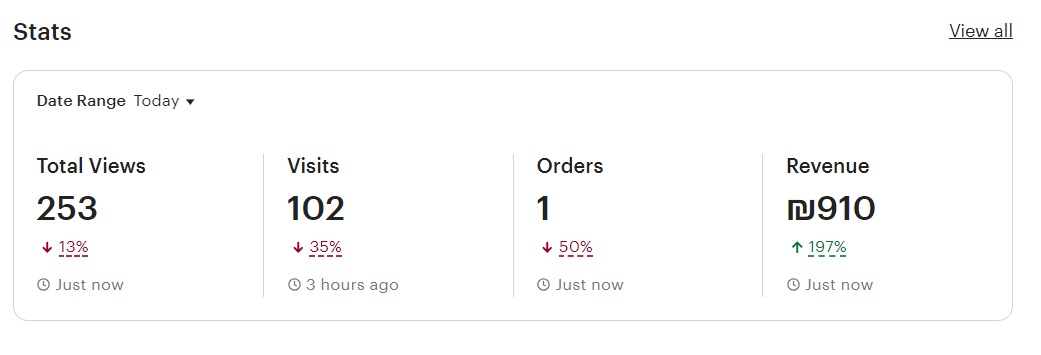 Stats
View all
Date Range Today
Total Views
253
13%
Just now
Visits
102
35%
3 hours ago
Orders
1
50%
Just now
Revenue
₪910
197%
Just now